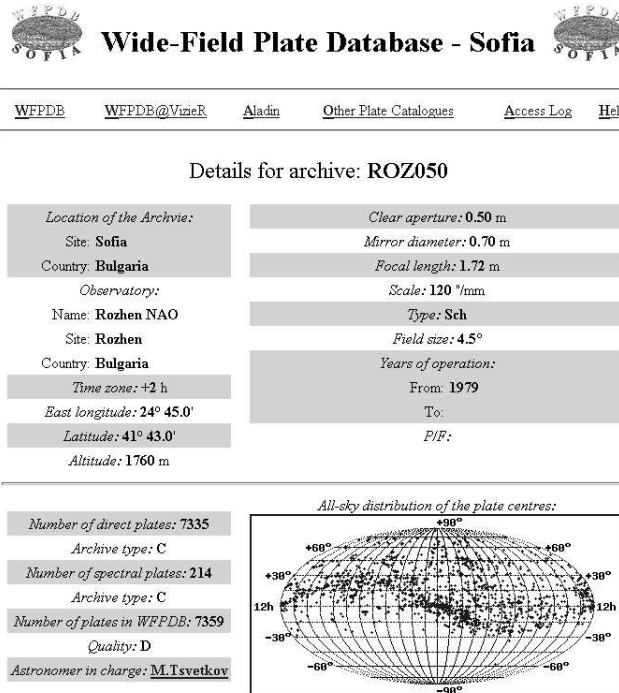 WFPDB
SOFIA
Wide-Field Plate Database - Sofia
WFPDB
SOFIA
WFPDB WFPDB@VizieR Aladin Other Plate Catalogues Access Log Hel
Details for archive: ROZ050
Location of the Archvie:
Site: Sofia
Country: Bulgaria
Observatory:
Name: Rozhen NAO
Site: Rozhen
Country: Bulgaria
Time zone: +2 h
East longitude: 24° 45.0'
Latitude: 41° 43.0'
Altitude: 1760 m
Clear aperture: 0.50 m
Mirror diameter: 0.70 m
Focal length: 1.72 m
Scale: 120 "/mm
Type: Sch
Field size: 4.5°
Years of operation:
From: 1979
To:
P/F:
Number of direct plates: 7335
Archive type: C
Number of spectral plates: 214
Archive type: C
Number of plates in WFPDB: 7359
Quality: D
Astronomer in charge: M.Tsvetkov
All-sky distribution of the plate centres:
+90°
+60° +60°
+30° +30°
12h 12h
-30° -30°
-60° -60°
-90°